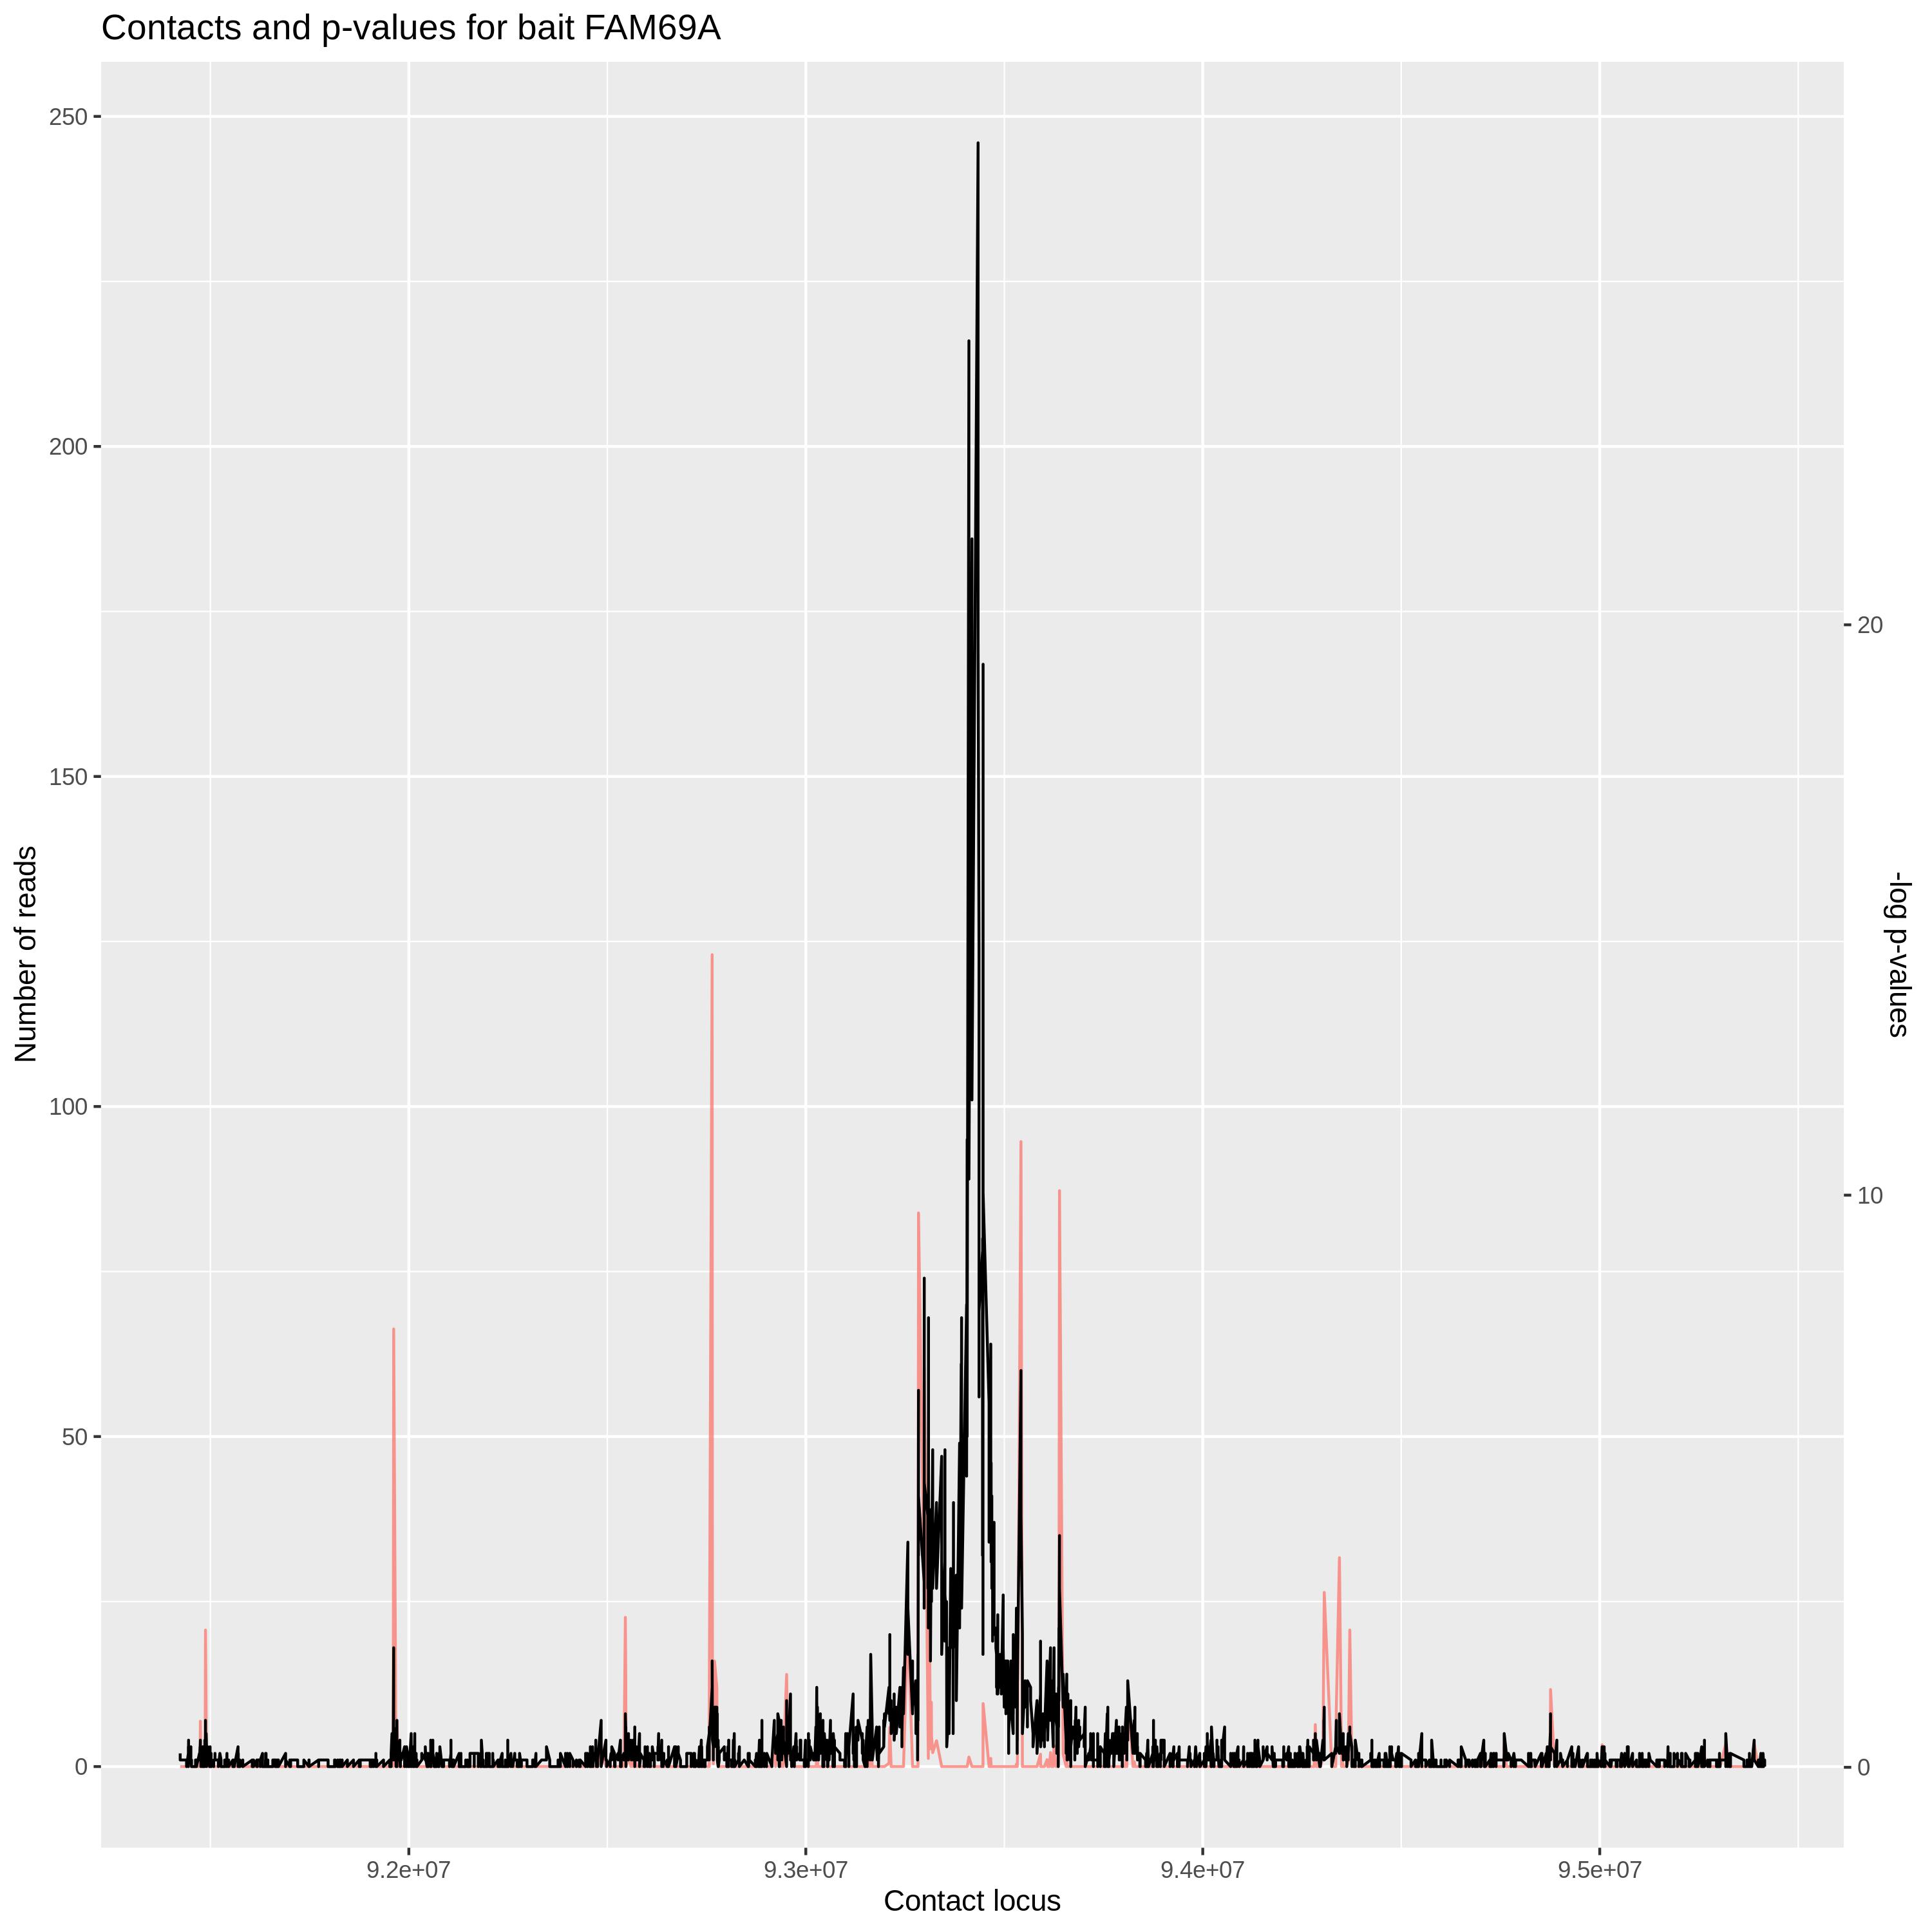 Contacts and p-values for bait FAM69A
250
200
150
100
50
0
Number of reads
20
10
0
-log p-values
9.2e+07
9.3e+07
9.4e+07
9.5e+07
Contact locus